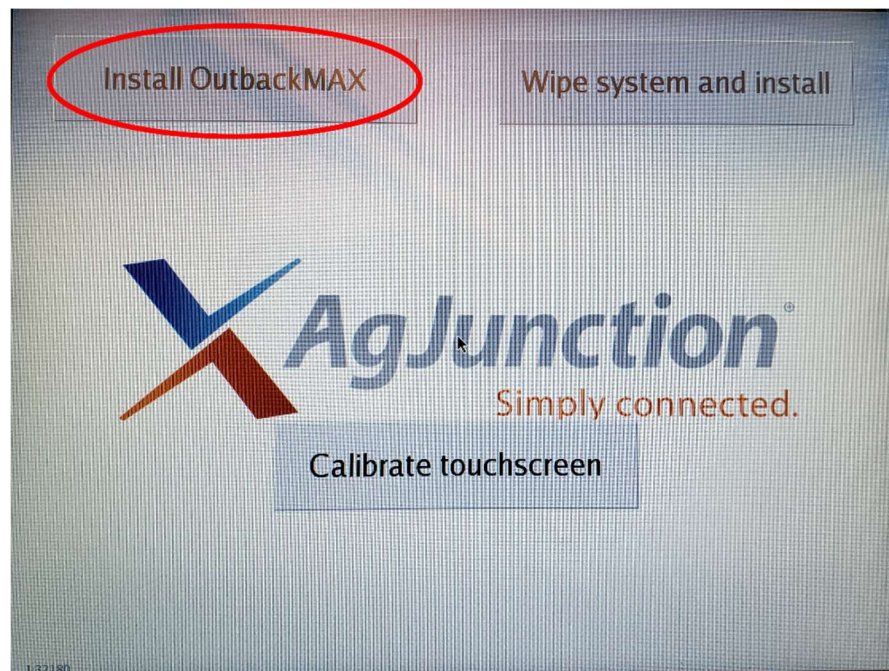 Install OutbackMAX
Wipe system and install
AgJunction®
Simply connected.
Calibrate touchscreen